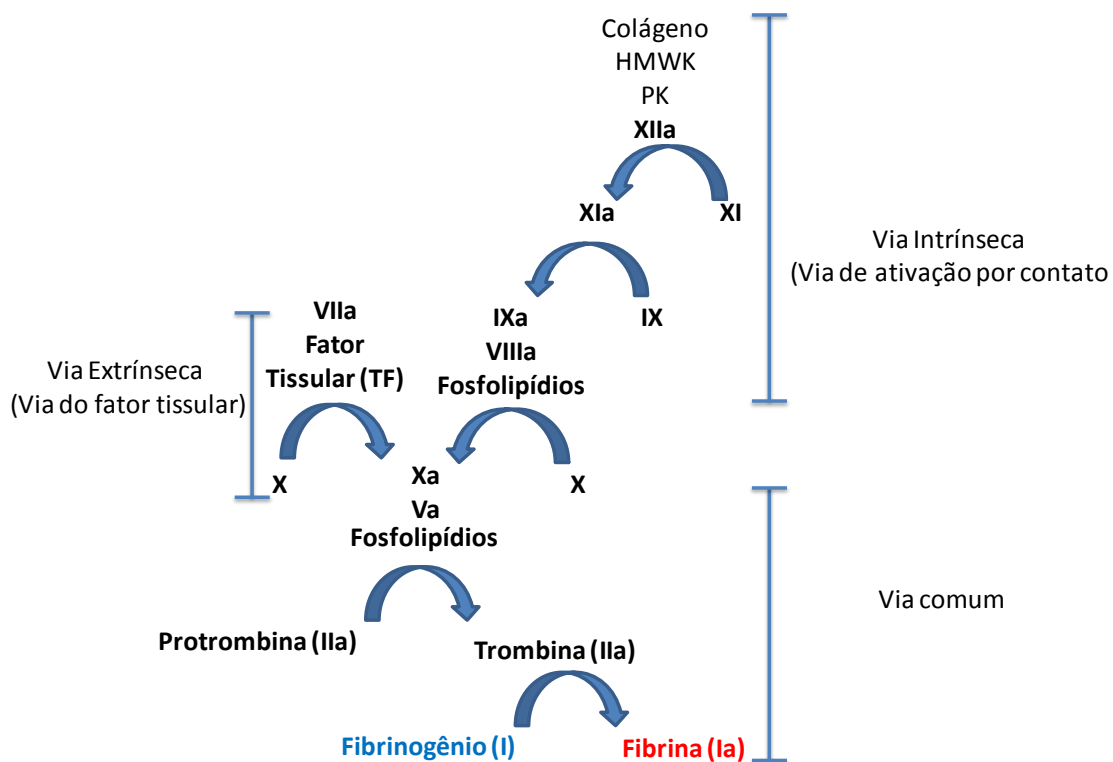 Colágeno
HMWK
PK
XIIa
XIa
XI
Via Intrínseca
(Via de ativação por contato
VIIa
Fator
Tissular (TF)
IXa
VIIIa
Fosfolipídios
IX
Via Extrínseca
(Via do fator tissular)
X
Xa
Va
Fosfolipídios
X
Via comum
Protrombina (IIa)
Trombina (IIa)
Fibrinogênio (I)
Fibrina (Ia)